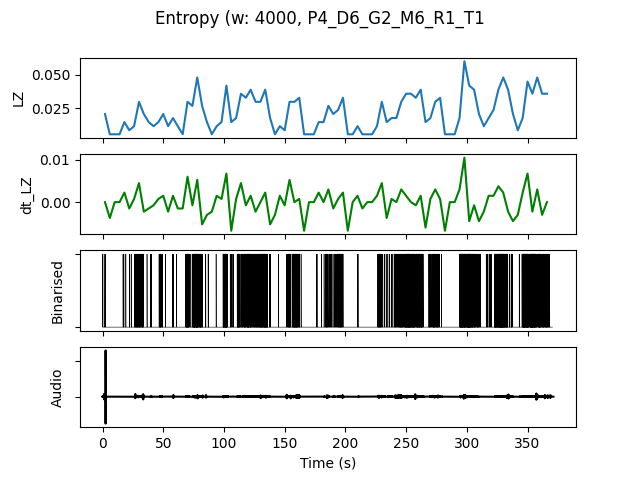 Entropy (w: 4000, P4_D6_G2_M6_R1_T1
0.050
0.025
LZ
0.01
0.00
dt_LZ
Binarised
Audio
0 50 100 150 200 250 300 350
Time (s)